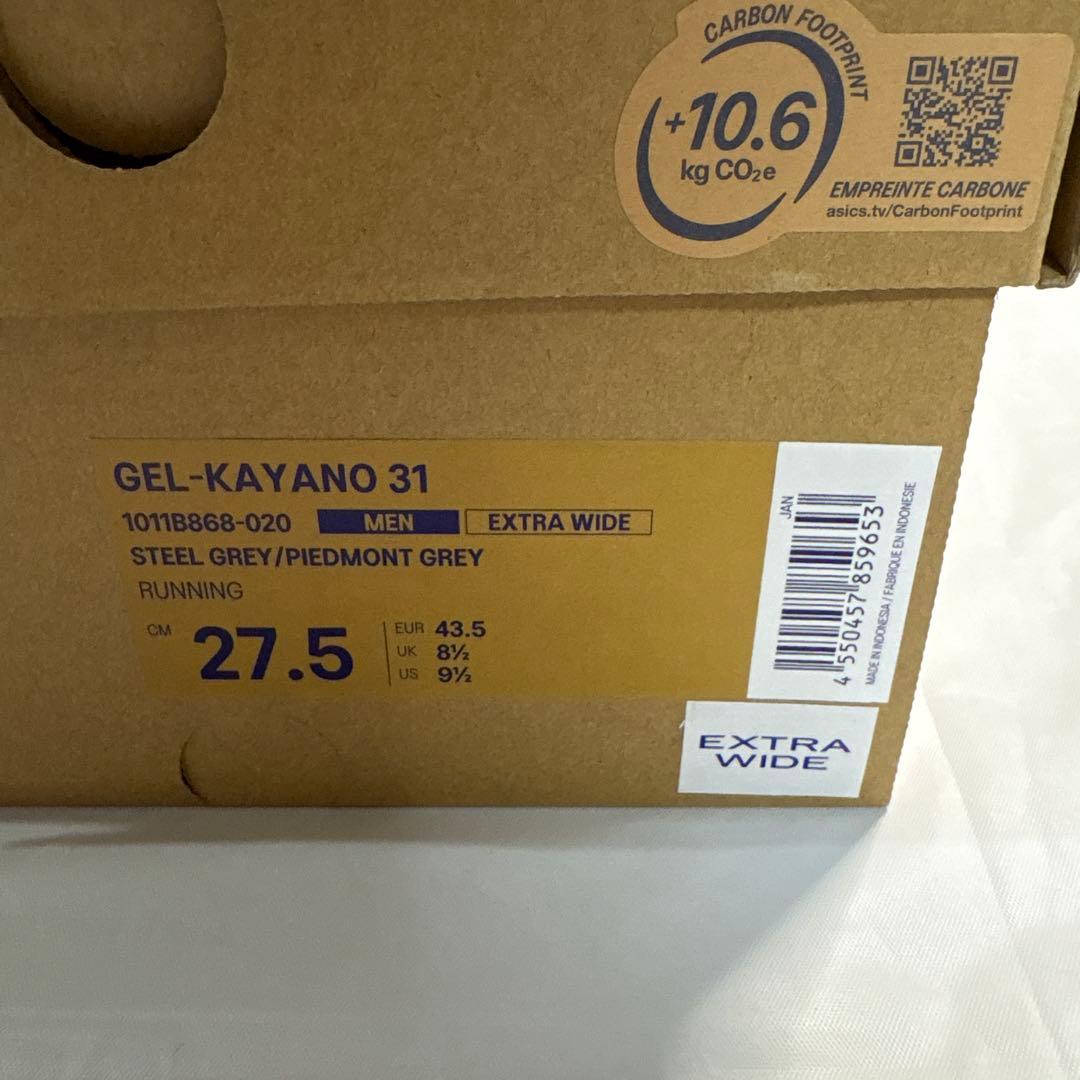 CARBON FOOTPRINT
+10.6
kg CO₂e
EMPREINTE CARBONE
asics.tv/CarbonFootprint
GEL-KAYANO 31
1011B868-020 MEN EXTRA WIDE
STEEL GREY/PIEDMONT GREY
RUNNING
CM 27.5
EUR 43.5
UK 8½
US 9½
JAN
4 550457 859653
MADE IN INDONESIA / FABRIQUE EN INDONESIE
EXTRA
WIDE